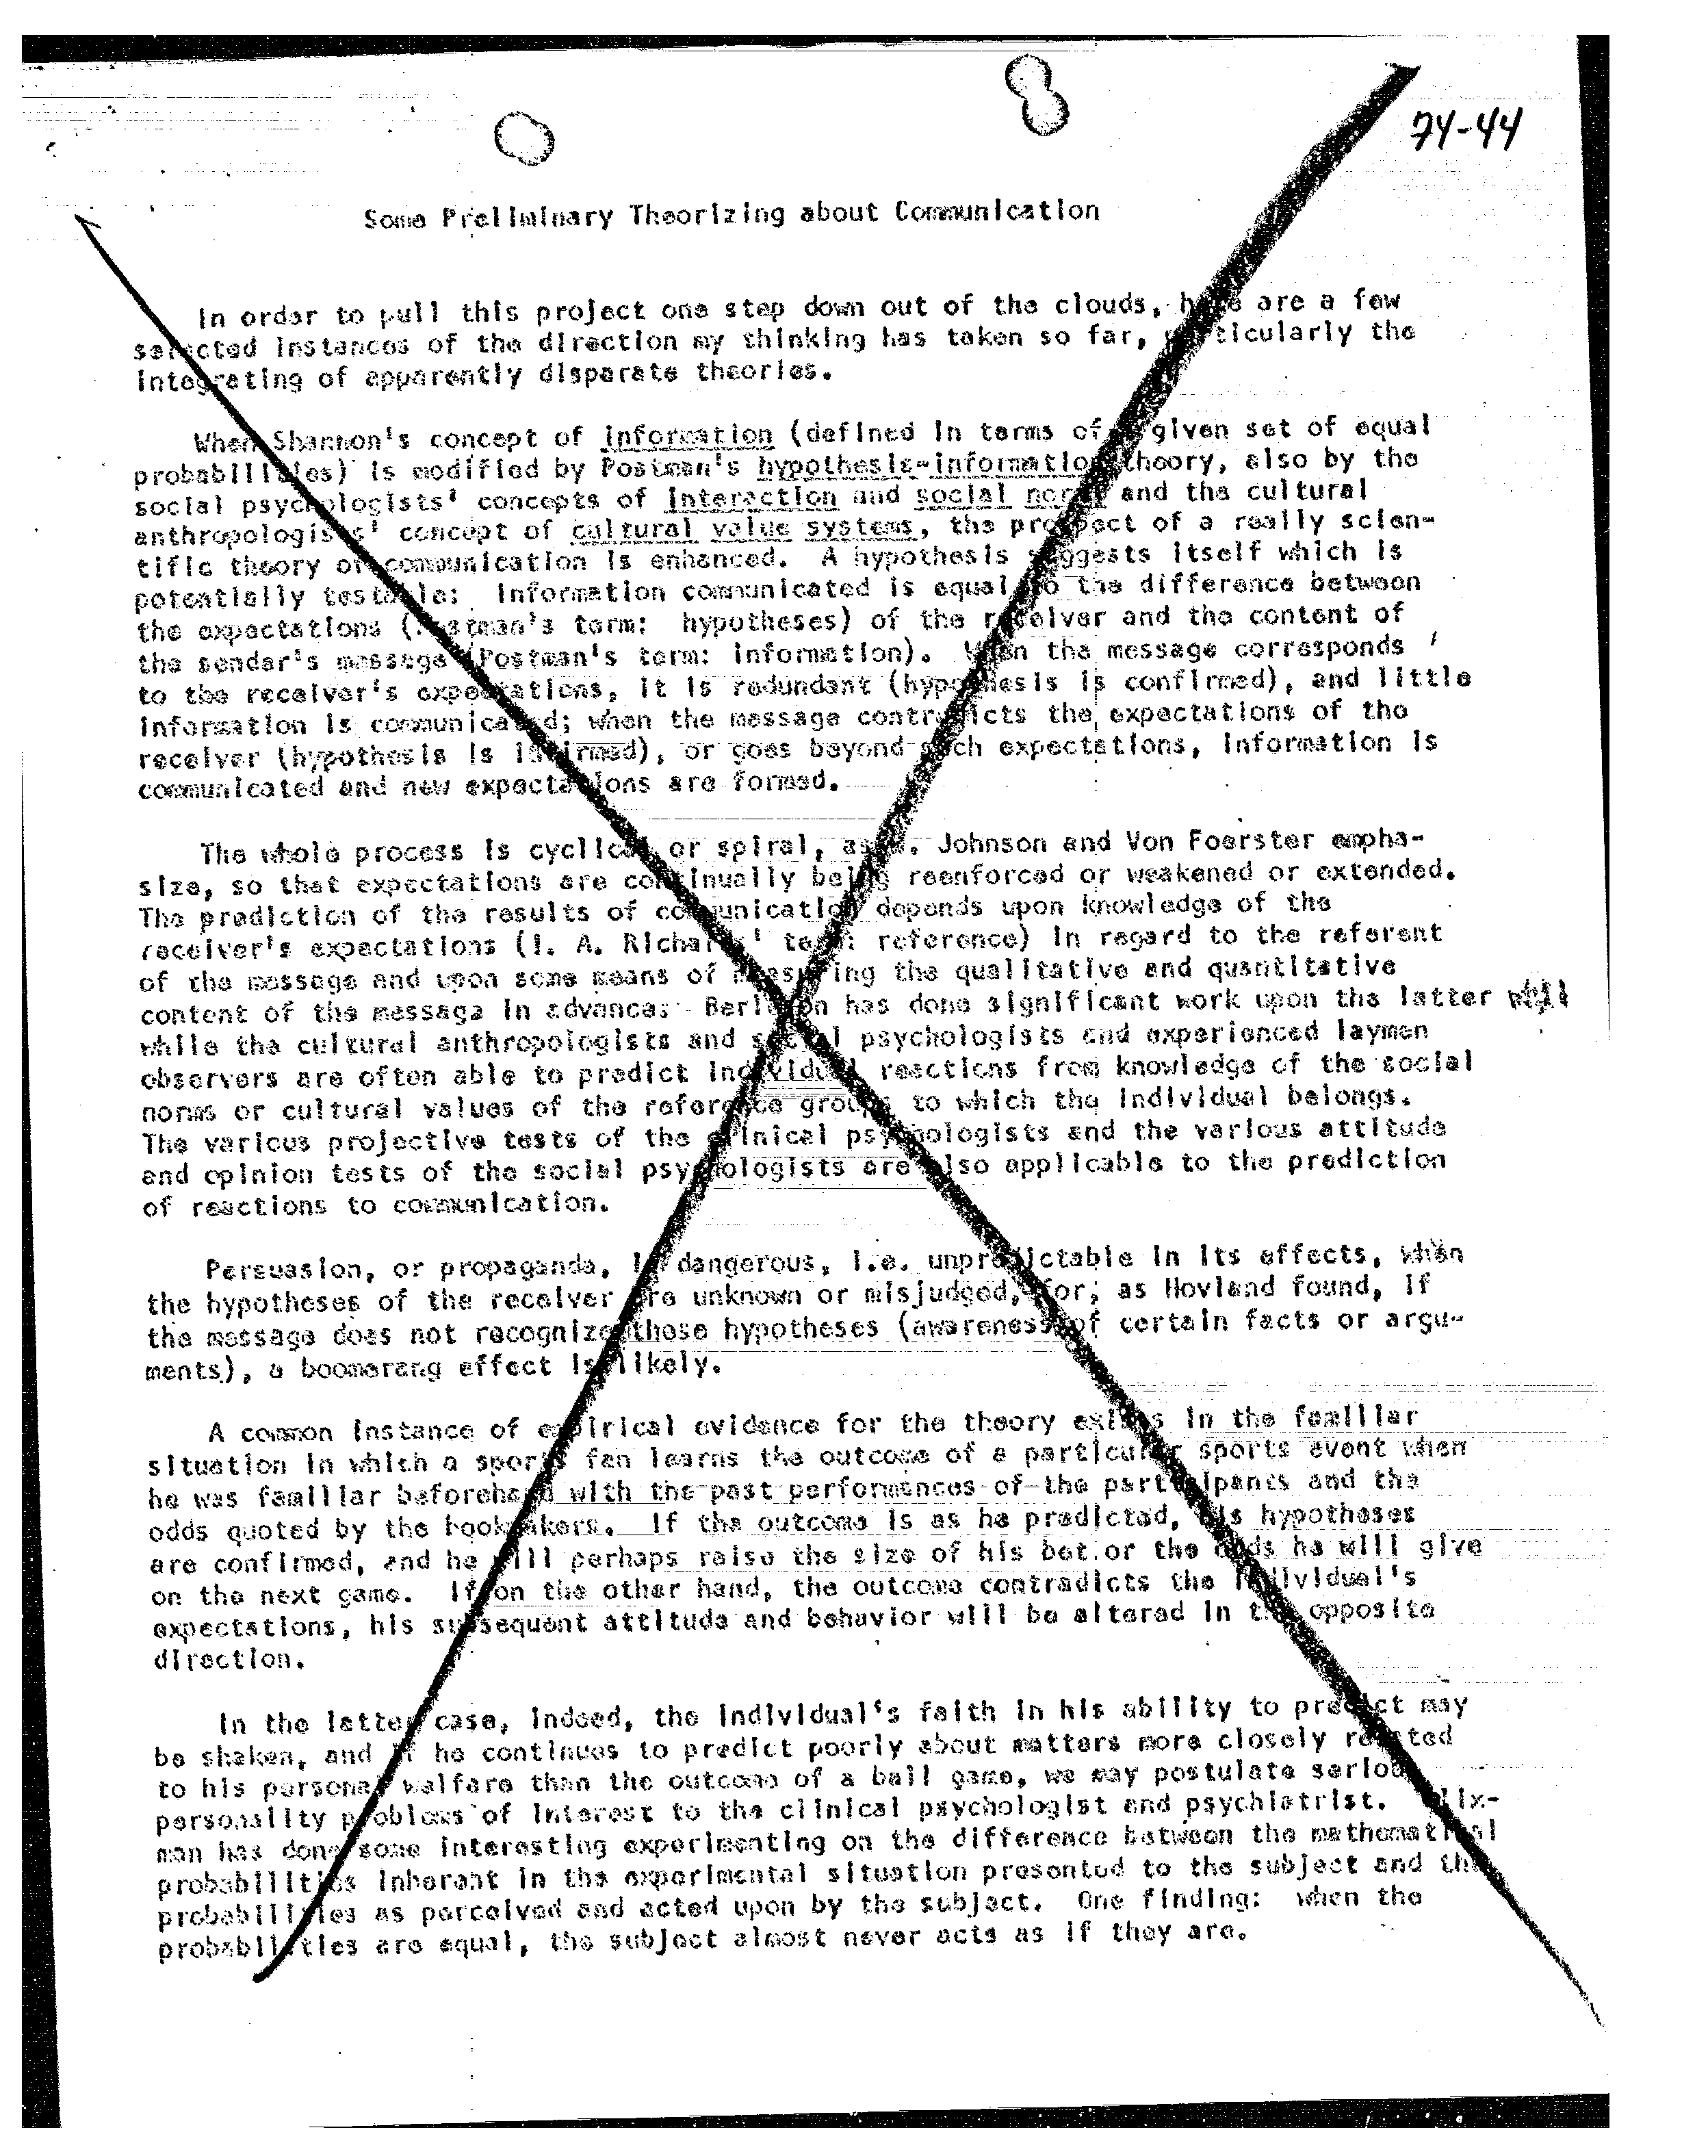 74-44
Some Preliminary Theorizing about Communication
In order to pull this project one step down out of the clouds, here are a few
selected instances of the direction my thinking has taken so far, particularly the
integrating of apparently disparate theories.
When Shannon's concept of information (defined in terms of a given set of equal
probabilities) is modified by Postman's hypothesis-information theory, also by the
social psychologists' concepts of interaction and social norms and the cultural
anthropologists' concept of cultural value systems, the prospect of a really scien-
tific theory of communication is enhanced. A hypothesis suggests itself which is
potentially testable: Information communicated is equal to the difference between
the expectations (Postman's term: hypotheses) of the receiver and the content of
the sender's message (Postman's term: information). When the message corresponds
to the receiver's expectations, it is redundant (hypothesis is confirmed), and little
information is communicated; when the message contradicts the expectations of the
receiver (hypothesis is infirmed), or goes beyond such expectations, information is
communicated and new expectations are formed.
The whole process is cyclical or spiral, as W. Johnson and Von Foerster empha-
size, so that expectations are continually being reenforced or weakened or extended.
The prediction of the results of communication depends upon knowledge of the
receiver's expectations (I. A. Richards' term: reference) in regard to the referent
of the message and upon some means of measuring the qualitative and quantitative
content of the message in advance. Berelson has done significant work upon the latter
while the cultural anthropologists and social psychologists and experienced laymen
observers are often able to predict individual reactions from knowledge of the social
norms or cultural values of the reference groups to which the individual belongs.
The various projective tests of the clinical psychologists and the various attitude
and opinion tests of the social psychologists are also applicable to the prediction
of reactions to communication.
Persuasion, or propaganda, is dangerous, i.e. unpredictable in its effects, when
the hypotheses of the receiver are unknown or misjudged, for, as Hovland found, if
the message does not recognize those hypotheses (awareness of certain facts or argu-
ments), a boomerang effect is likely.
A common instance of empirical evidence for the theory exists in the familiar
situation in which a sports fan learns the outcome of a particular sports event when
he was familiar beforehand with the past performances of the participants and the
odds quoted by the bookmakers. If the outcome is as he predicted, his hypotheses
are confirmed, and he will perhaps raise the size of his bet or the odds he will give
on the next game. If on the other hand, the outcome contradicts the individual's
expectations, his subsequent attitude and behavior will be altered in the opposite
direction.
In the latter case, indeed, the individual's faith in his ability to predict may
be shaken, and if he continues to predict poorly about matters more closely related
to his personal welfare than the outcome of a ball game, we may postulate serious
personality problems of interest to the clinical psychologist and psychiatrist.
man has done some interesting experimenting on the difference between the mathematical
probabilities inherent in the experimental situation presented to the subject and the
probabilities as perceived and acted upon by the subject. One finding: when the
probabilities are equal, the subject almost never acts as if they are.